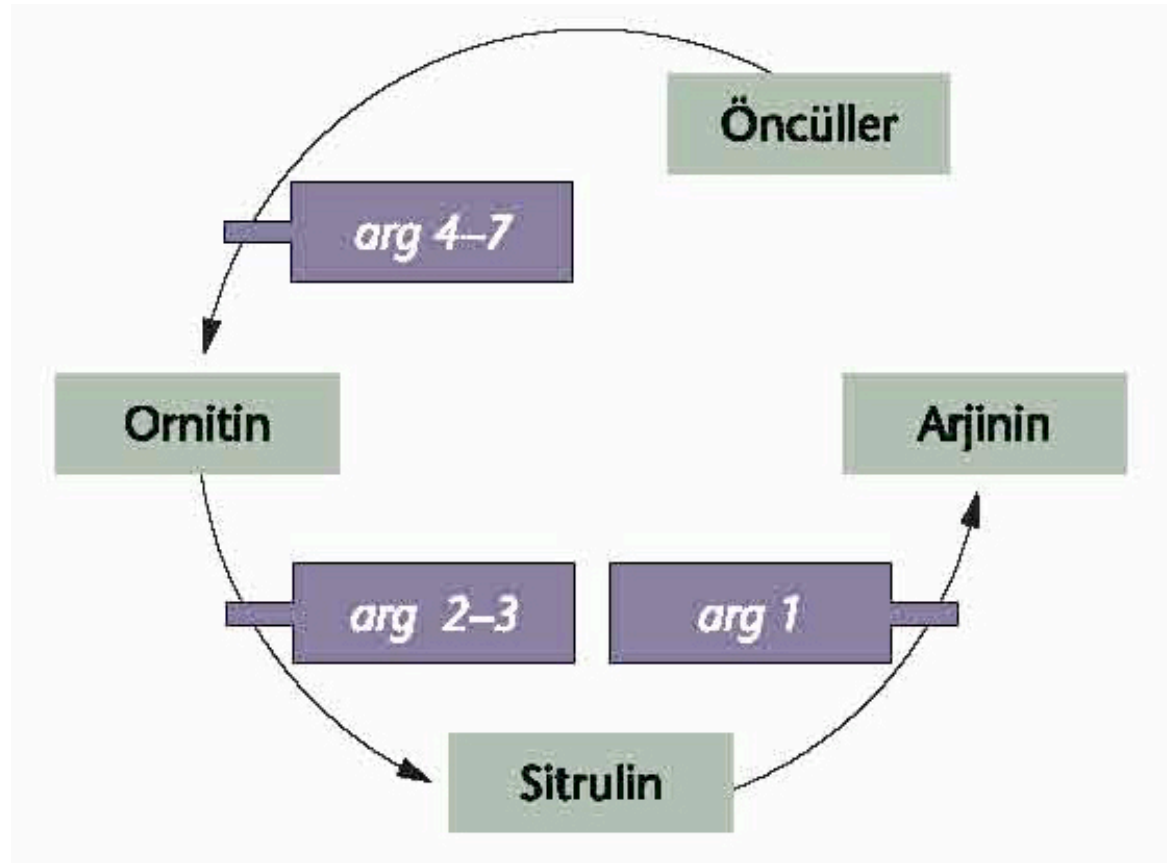 Öncüller
arg 4–7
Ornitin
Arjinin
arg 2–3
arg 1
Sitrulin